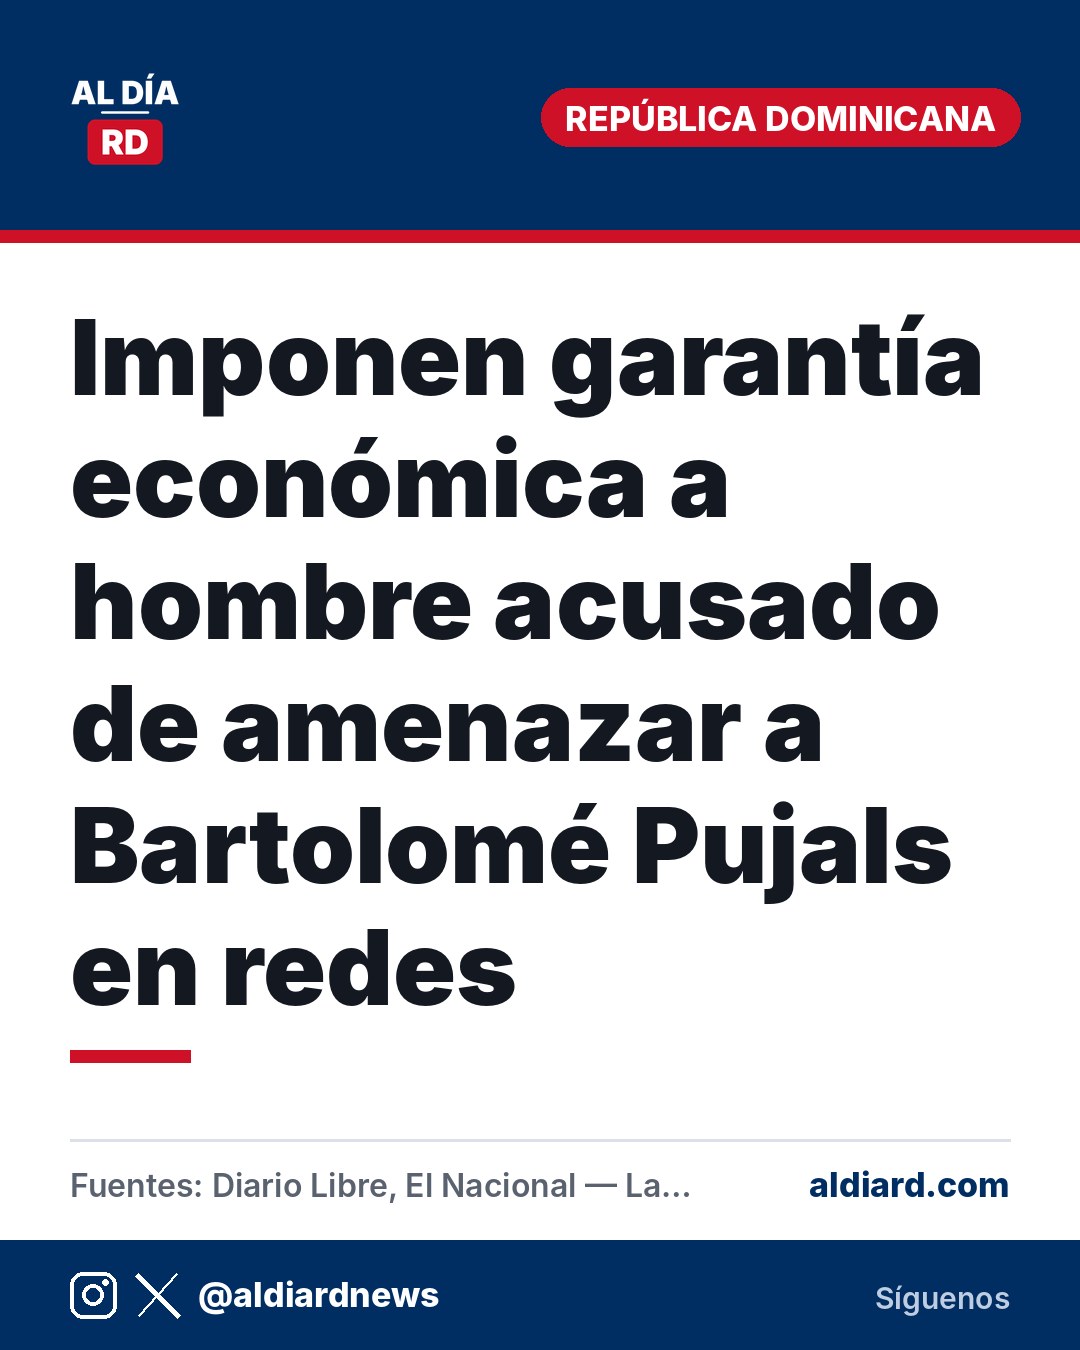 AL DÍA
RD
REPÚBLICA DOMINICANA
Imponen garantía
económica a
hombre acusado
de amenazar a
Bartolomé Pujals
en redes
Fuentes: Diario Libre, El Nacional — La...
aldiard.com
@aldiardnews
Síguenos